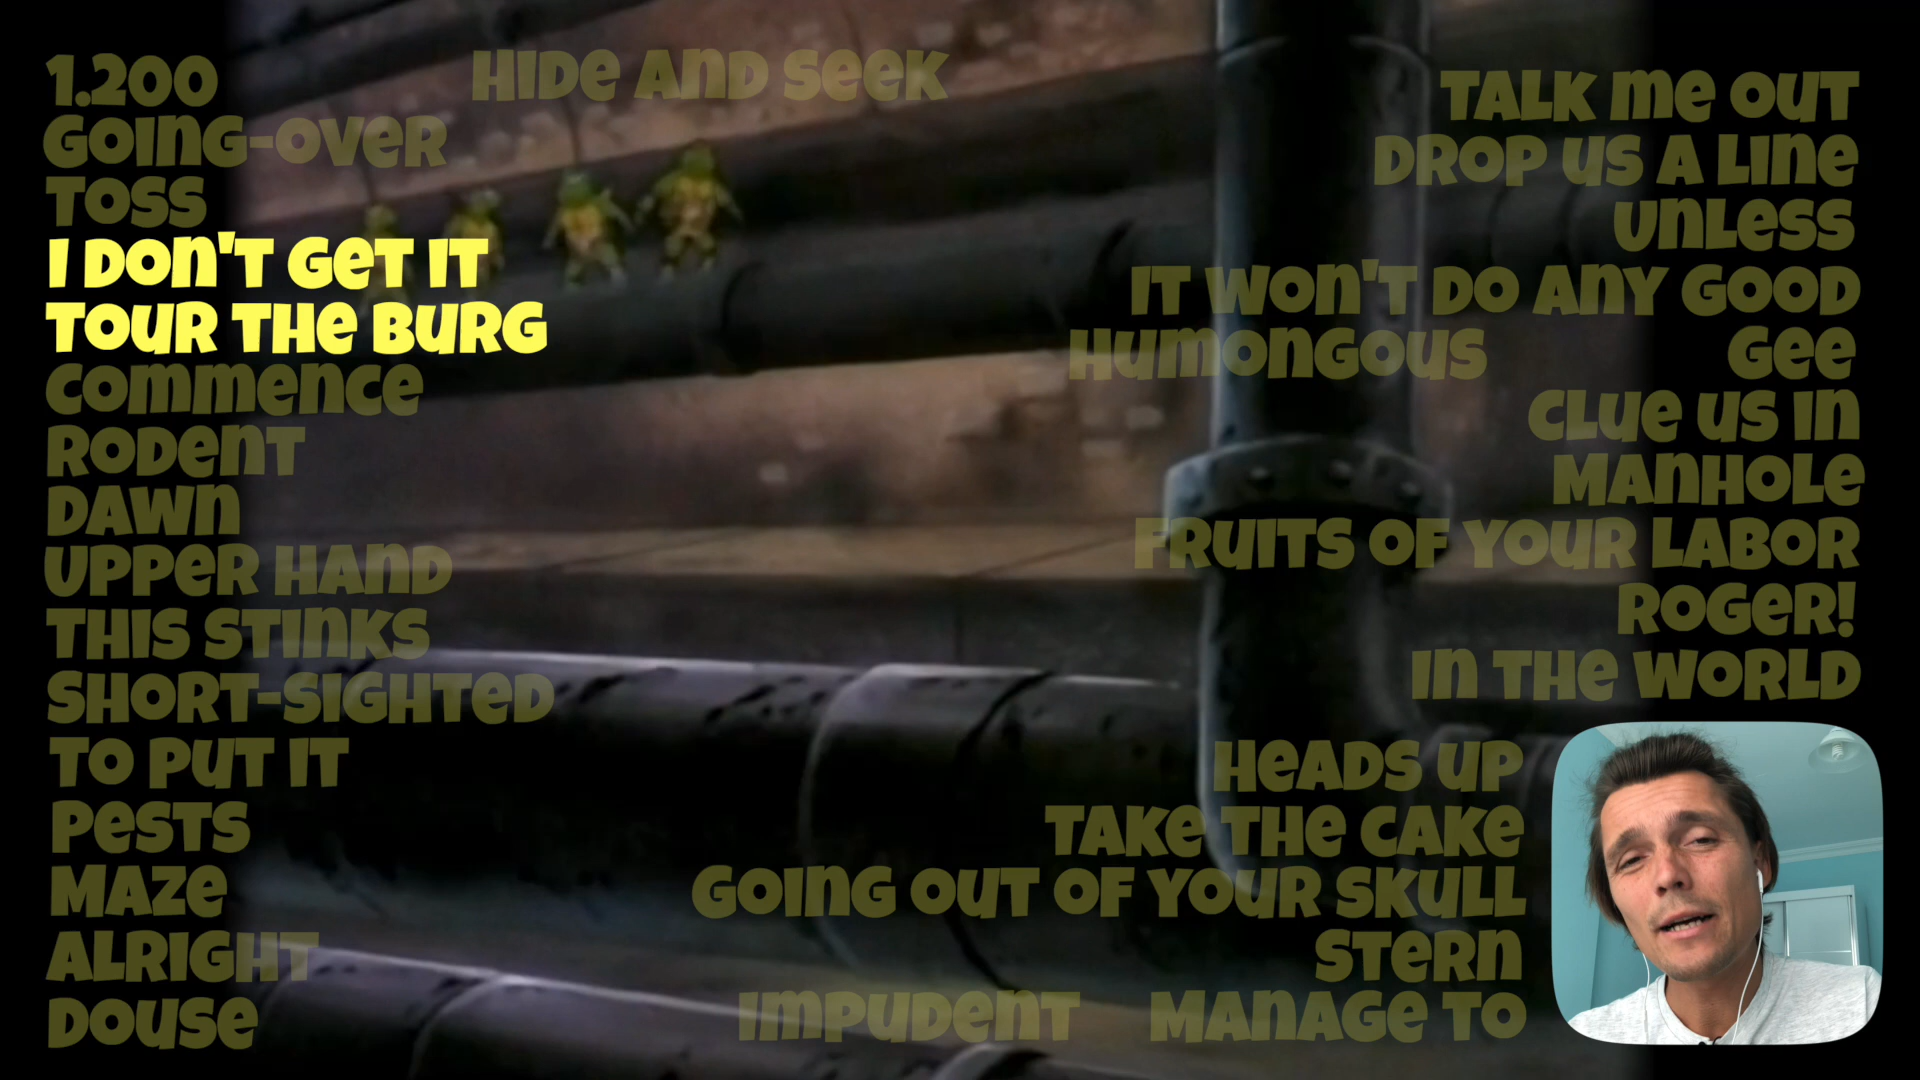 1.200
HIDE AND SEEK
GOING-OVER
TOSS
I DON'T GET IT
TOUR THE BURG
COMMENCE
RODENT
DAWN
UPPER HAND
THIS STINKS
SHORT-SIGHTED
TO PUT IT
PESTS
MAZE
ALRIGHT
DOUSE
TALK ME OUT
DROP US A LINE
UNLESS
IT WON'T DO ANY GOOD
HUMONGOUS GEE
CLUE US IN
MANHOLE
FRUITS OF YOUR LABOR
ROGER!
IN THE WORLD
HEADS UP
TAKE THE CAKE
GOING OUT OF YOUR SKULL
STERN
IMPUDENT MANAGE TO